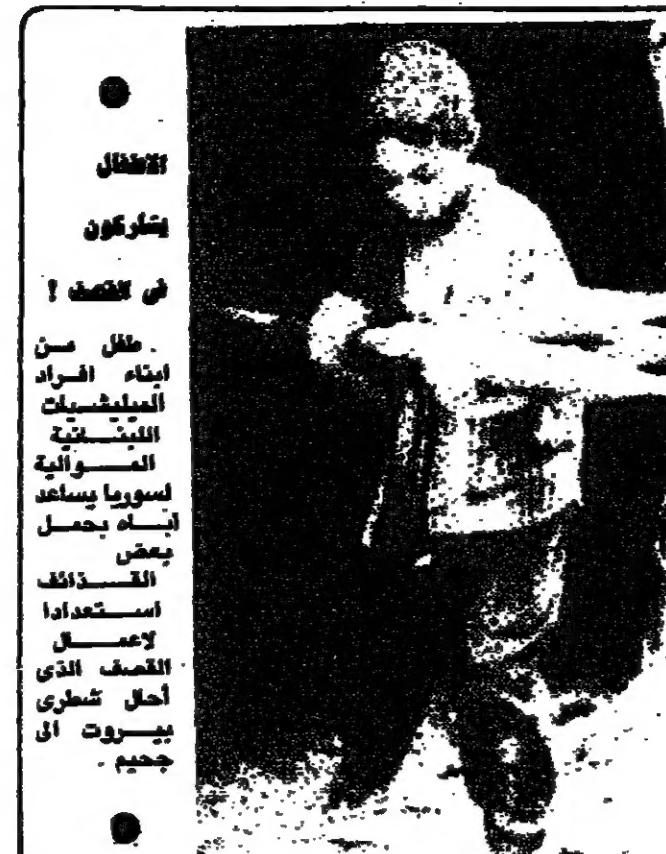 الاطفال
يشاركون
فى القصف !
. طفل من
ابناء افراد
الميليشيات
اللبنانية
الموالية
لسوريا يساعد
أباه بحمل
بعض
القذائف
استعدادا
لاعمال
القصف الذى
أحال شطرى
بيروت الى
جحيم .